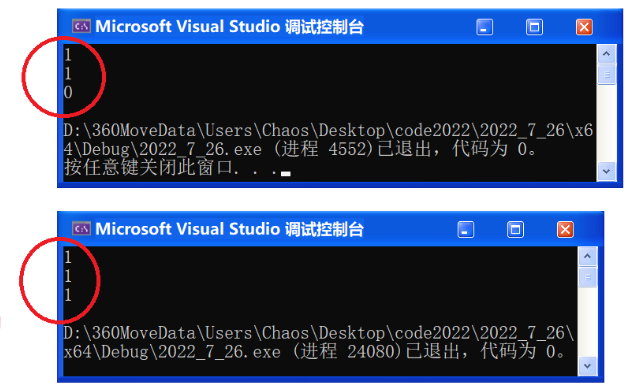 Microsoft Visual Studio 调试控制台
1
1
0
D:\360MoveData\Users\Chaos\Desktop\code2022\2022_7_26\x6
4\Debug\2022_7_26.exe (进程 4552)已退出，代码为 0。
按任意键关闭此窗口. . .
Microsoft Visual Studio 调试控制台
1
1
1
D:\360MoveData\Users\Chaos\Desktop\code2022\2022_7_26\
x64\Debug\2022_7_26.exe (进程 24080)已退出，代码为 0。